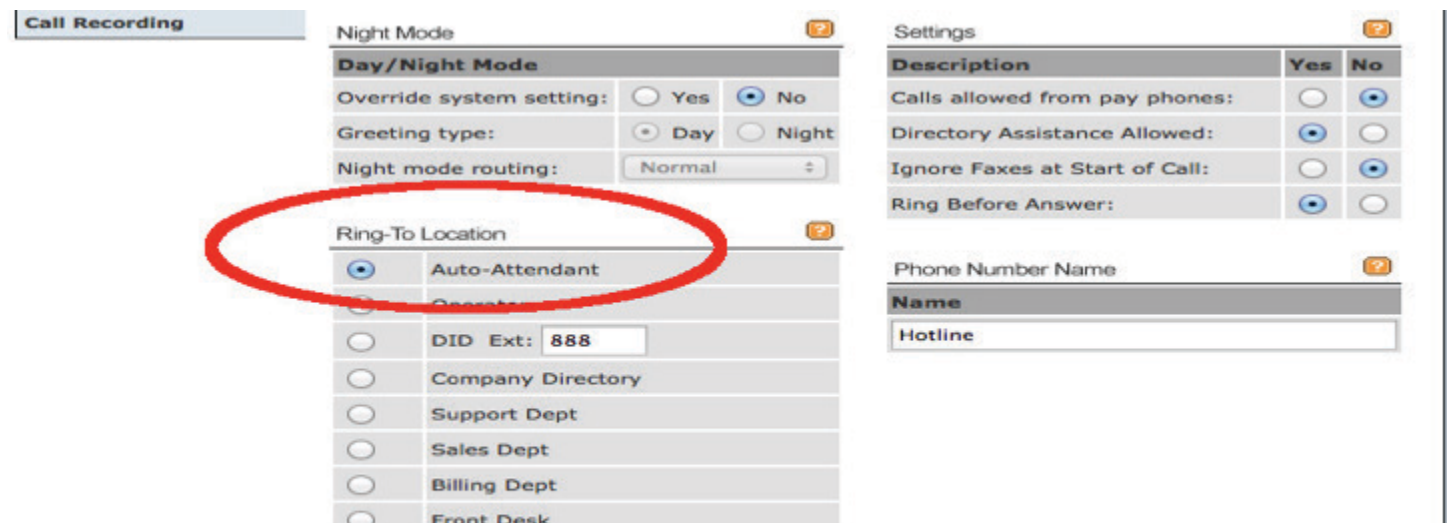 Call Recording
Night Mode
Day/Night Mode
Override system setting: Yes No
Greeting type: Day Night
Night mode routing: Normal
Ring-To Location
Auto-Attendant
Operator
DID Ext: 888
Company Directory
Support Dept
Sales Dept
Billing Dept
Front Desk
Settings
Description Yes No
Calls allowed from pay phones:
Directory Assistance Allowed:
Ignore Faxes at Start of Call:
Ring Before Answer:
Phone Number Name
Name
Hotline